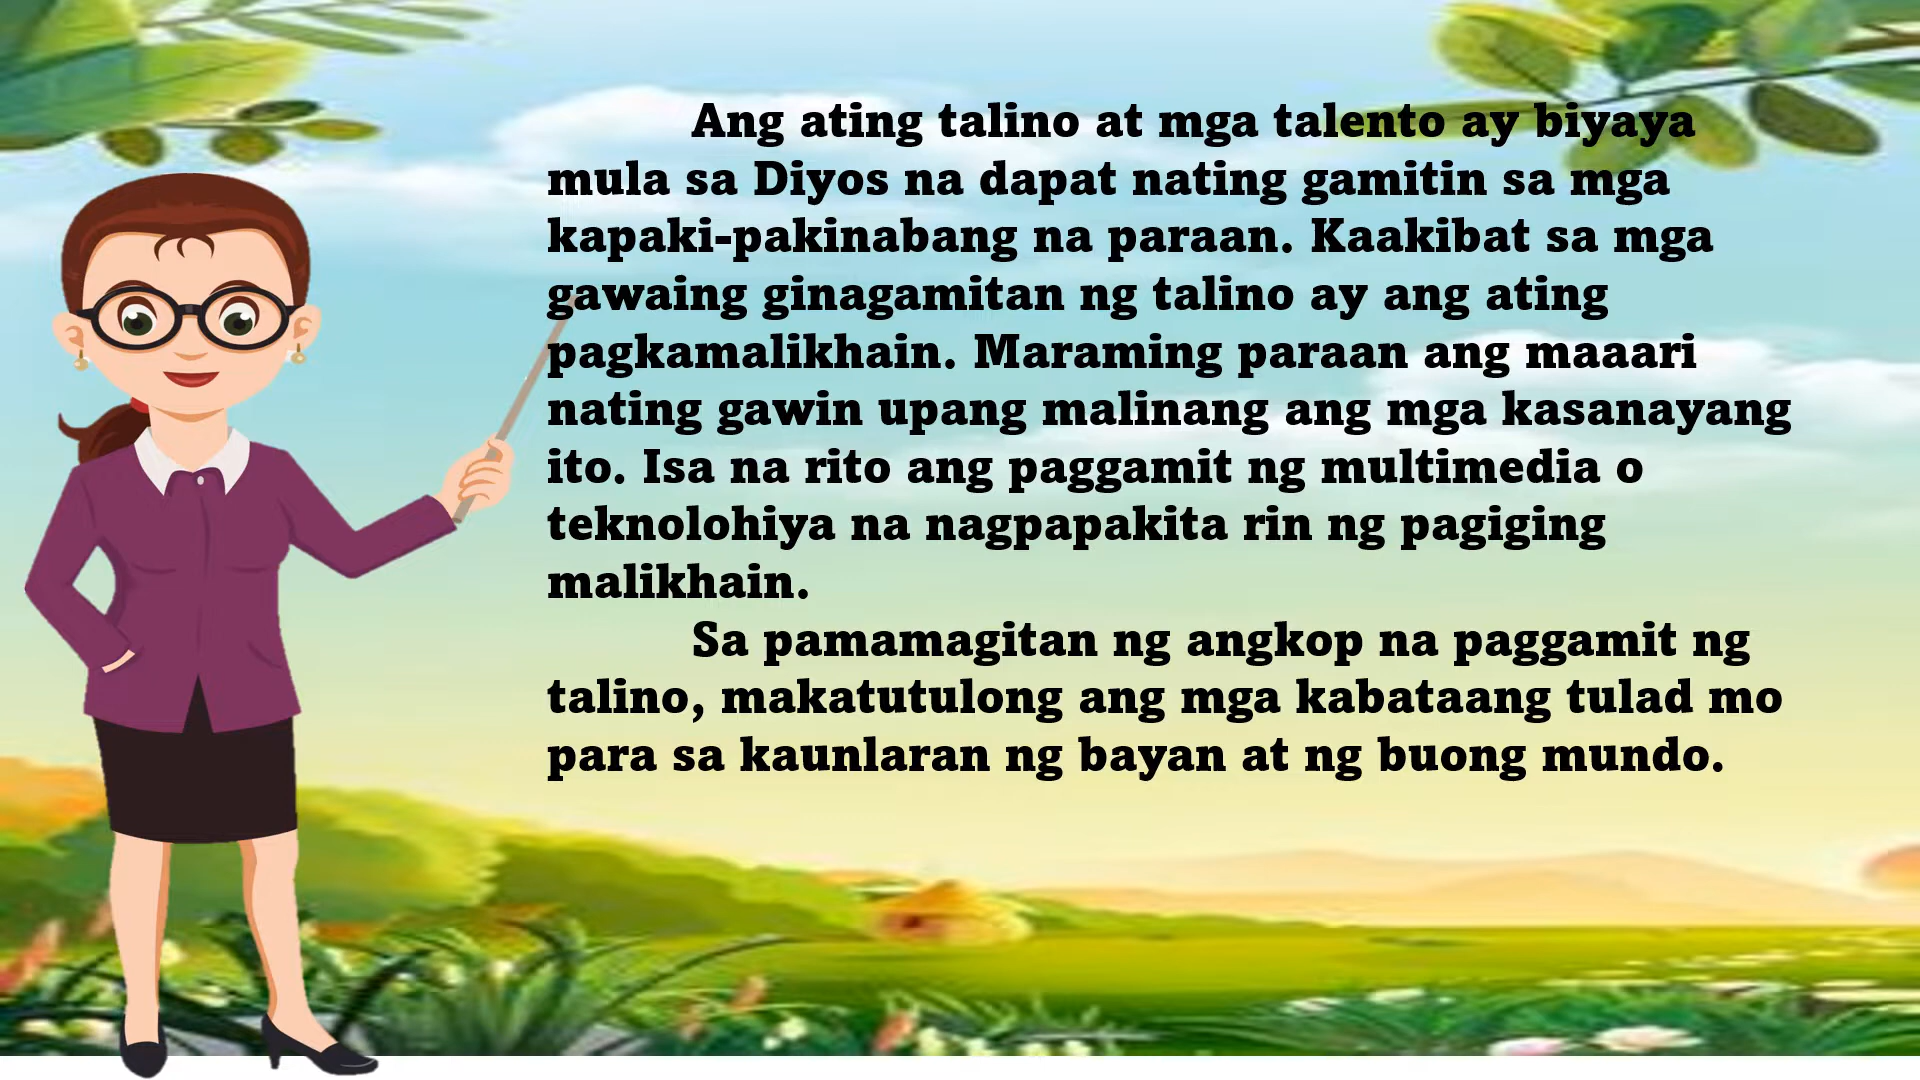 Ang ating talino at mga talento ay biyaya
mula sa Diyos na dapat nating gamitin sa mga
kapaki-pakinabang na paraan. Kaakibat sa mga
gawaing ginagamitan ng talino ay ang ating
pagkamalikhain. Maraming paraan ang maaari
nating gawin upang malinang ang mga kasanayang
ito. Isa na rito ang paggamit ng multimedia o
teknolohiya na nagpapakita rin ng pagiging
malikhain.
Sa pamamagitan ng angkop na paggamit ng
talino, makatutulong ang mga kabataang tulad mo
para sa kaunlaran ng bayan at ng buong mundo.